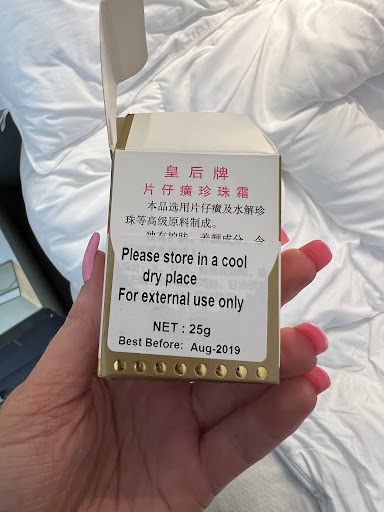 皇后牌
片仔癀珍珠霜
本品选用片仔癀及水解珍
珠等高级原料制成。
Please store in a cool
dry place
For external use only
NET : 25g
Best Before: Aug-2019